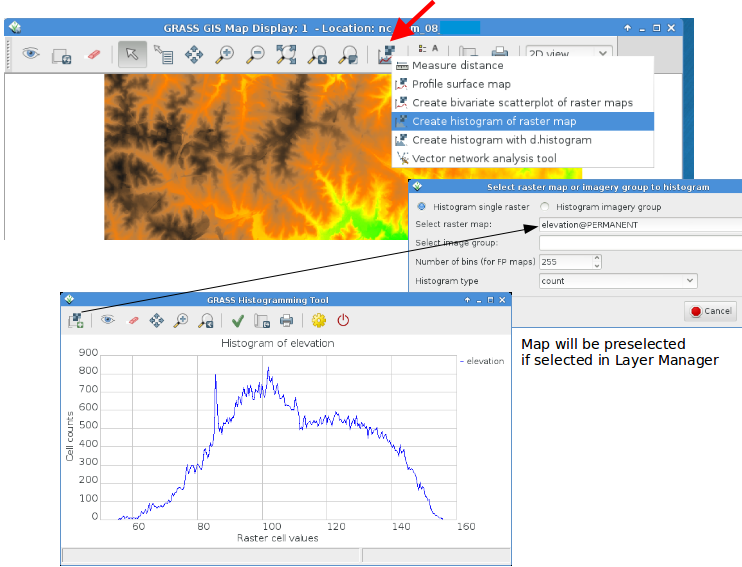 GRASS GIS Map Display: 1 - Location: nc
m_08
2D view
Measure distance
Profile surface map
Create bivariate scatterplot of raster maps
Create histogram of raster map
Create histogram with d.histogram
Vector network analysis tool
Select raster map or imagery group to histogram
Histogram single raster
Histogram imagery group
Select raster map:
elevation@PERMANENT
Select image group:
Number of bins (for FP maps)
255
Histogram type
count
Cancel
Map will be preselected
if selected in Layer Manager
GRASS Histogramming Tool
Histogram of elevation
elevation
900
800
700
600
500
400
300
200
100
0
Cell counts
60 80 100 120 140 160
Raster cell values